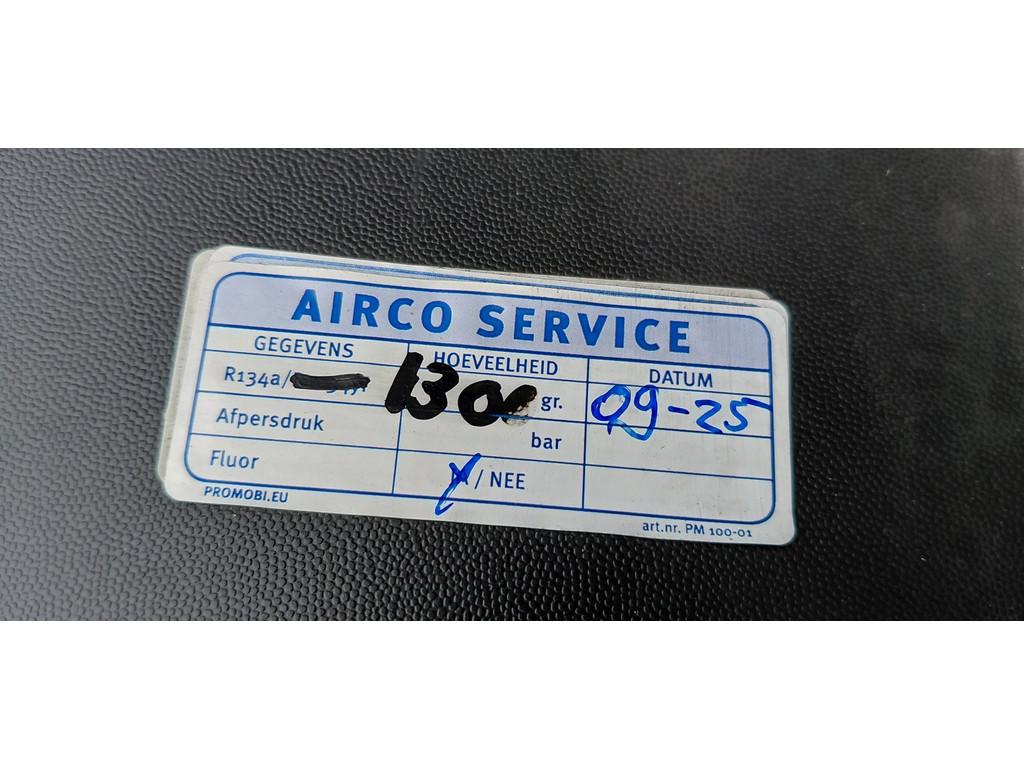 AIRCO SERVICE
GEGEVENS HOEVEELHEID DATUM
R134a/ 1300 gr. 09-25
Afpersdruk bar
Fluor / NEE
PROMOBI.EU art.nr. PM 100-01